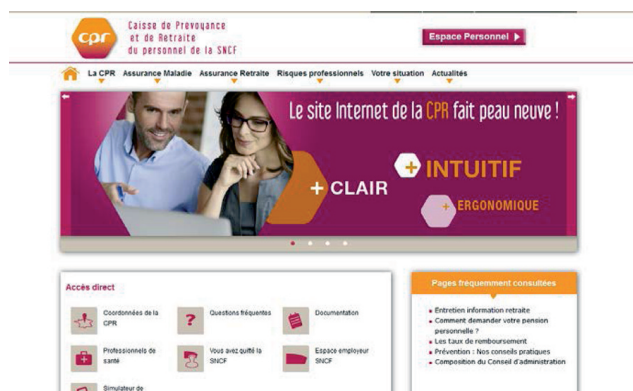 cpr
Caisse de Prevoyance
et de Retraite
du personnel de la SNCF
Espace Personnel
La CPR Assurance Maladie Assurance Retraite Risques professionnels Votre situation Actualités
Le site Internet de la CPR fait peau neuve !
+ INTUITIF
+ CLAIR
+ ERGONOMIQUE
Accès direct
Coordonnées de la
CPR
Questions fréquentes
Documentation
Professionnels de
santé
Vous avez quitté la
SNCF
Espace employeur
SNCF
Simulateur de
Pages fréquemment consultées
Entretien information retraite
Comment demander votre pension
personnelle ?
Les taux de remboursement
Prévention : Nos conseils pratiques
Composition du Conseil d'administration